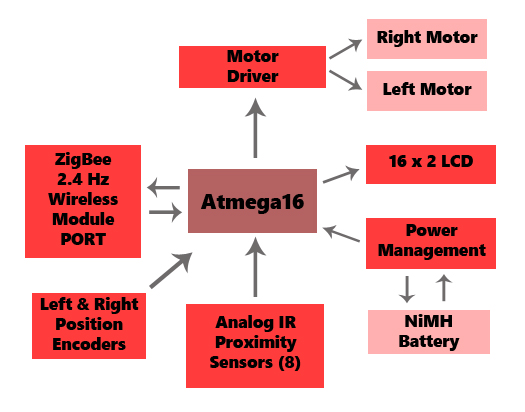 Motor
Driver
Right Motor
Left Motor
ZigBee
2.4 Hz
Wireless
Module
PORT
Atmega16
16 x 2 LCD
Power
Management
Left & Right
Position
Encoders
Analog IR
Proximity
Sensors (8)
NiMH
Battery